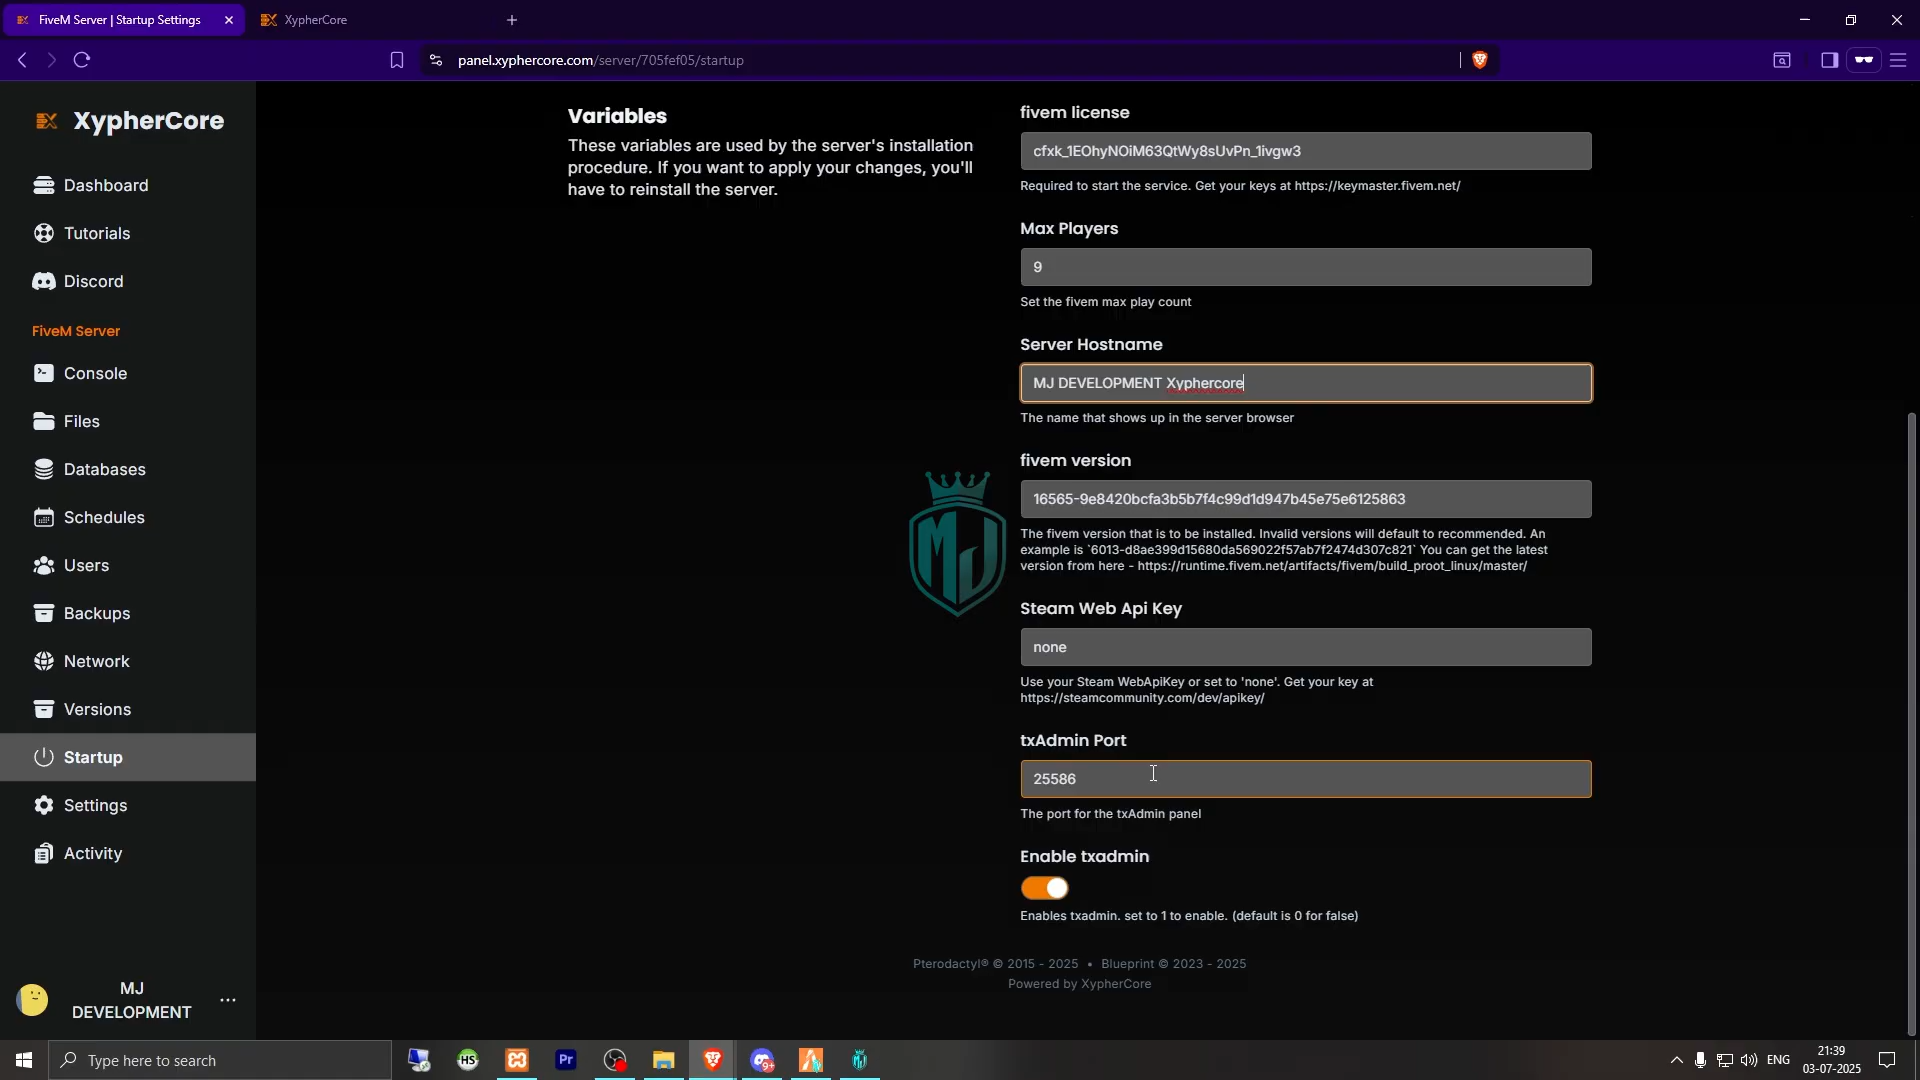 FiveM Server | Startup Settings
XypherCore
panel.xyphercore.com/server/705fef05/startup
XypherCore
Dashboard
Tutorials
Discord
FiveM Server
Console
Files
Databases
Schedules
Users
Backups
Network
Versions
Startup
Settings
Activity
MJ
DEVELOPMENT
Variables
These variables are used by the server's installation
procedure. If you want to apply your changes, you'll
have to reinstall the server.
fivem license
cfxk_1EOhyNOiM63QtWy8sUvPn_1ivgw3
Required to start the service. Get your keys at https://keymaster.fivem.net/
Max Players
9
Set the fivem max play count
Server Hostname
MJ DEVELOPMENT Xyphercore
The name that shows up in the server browser
fivem version
16565-9e8420bcfa3b5b7f4c99d1d947b45e75e6125863
The fivem version that is to be installed. Invalid versions will default to recommended. An
example is `6013-d8ae399d15680da569022f57ab7f2474d307c821` You can get the latest
version from here - https://runtime.fivem.net/artifacts/fivem/build_proot_linux/master/
Steam Web Api Key
none
Use your Steam WebApiKey or set to 'none'. Get your key at
https://steamcommunity.com/dev/apikey/
txAdmin Port
25586
The port for the txAdmin panel
Enable txadmin
Enables txadmin. set to 1 to enable. (default is 0 for false)
MJ
Pterodactyl® © 2015 - 2025 • Blueprint © 2023 - 2025
Powered by XypherCore
Type here to search
HS
Pr
9+
ENG
21:39
03-07-2025